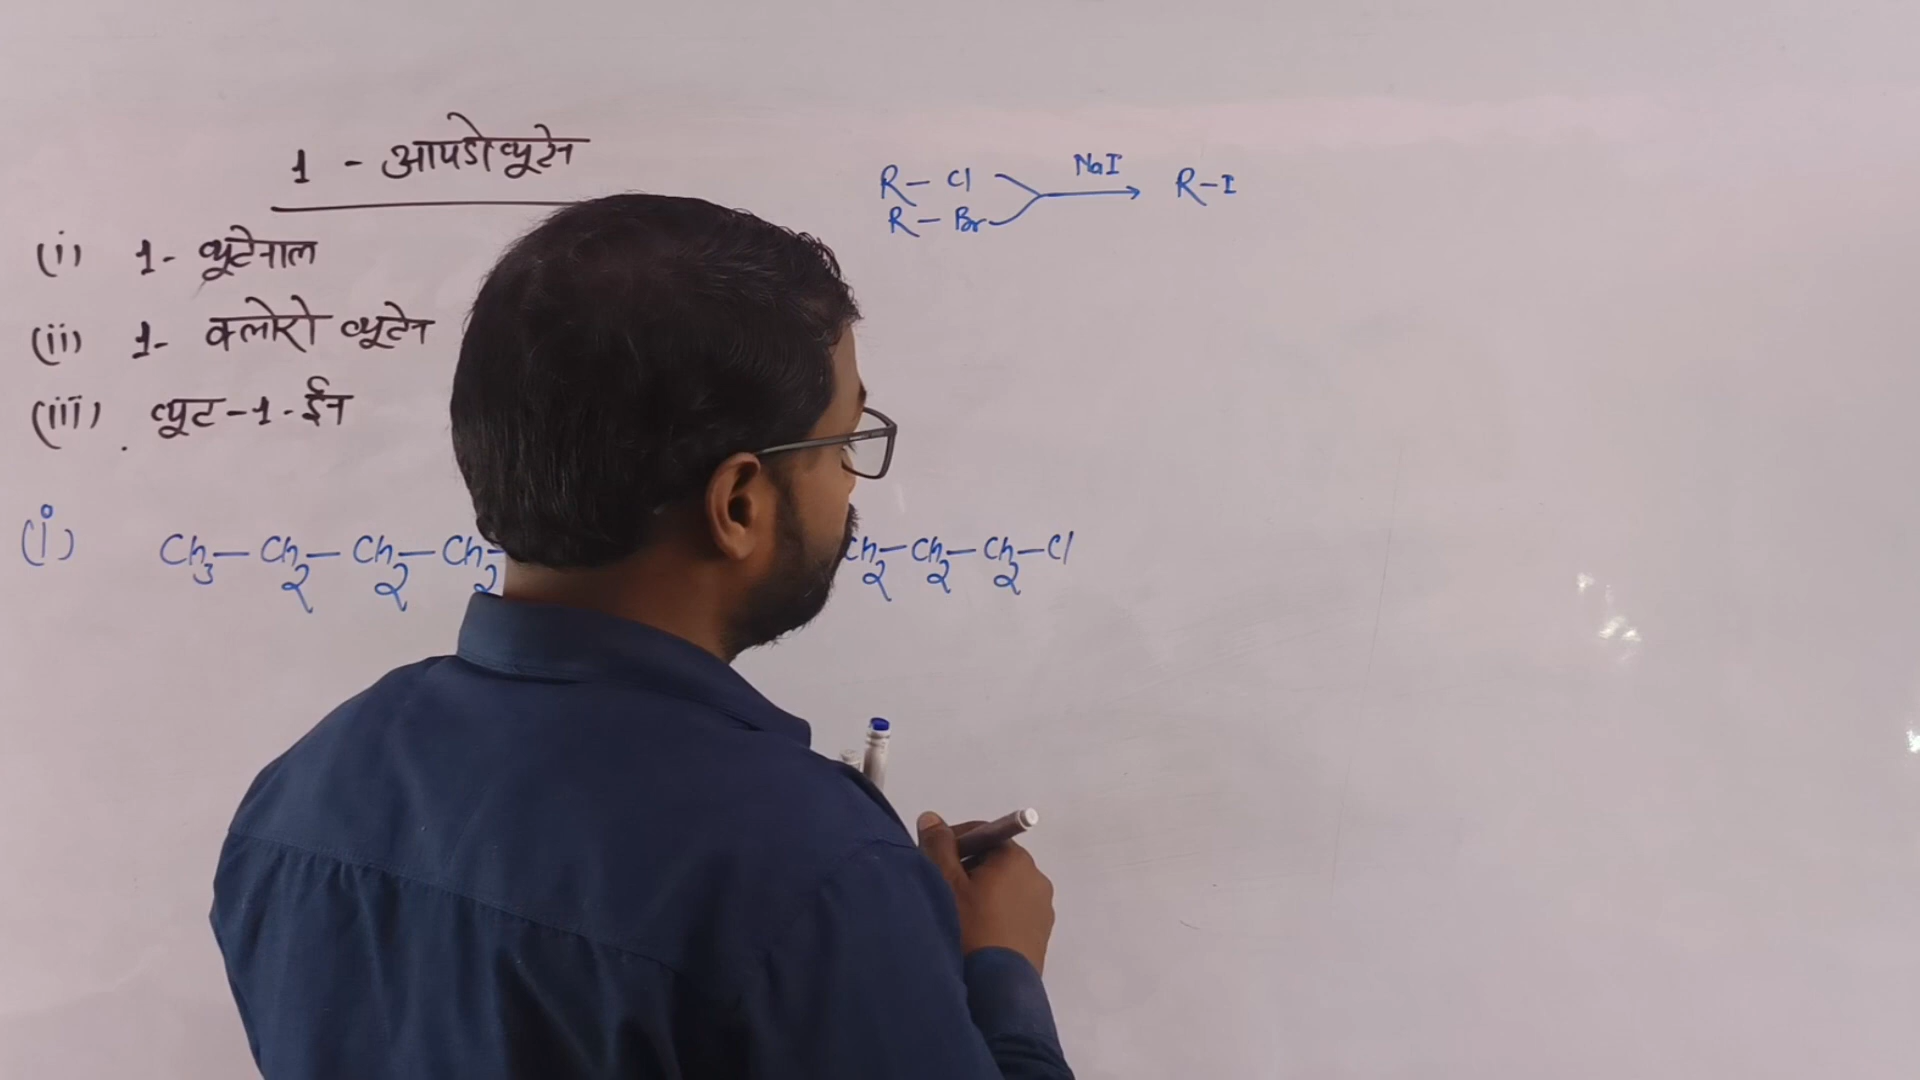 1 - आयडोब्यूटेन
R - Cl
NaI
R - I
R - Br
(i) 1 - ब्यूटेनाल
(ii) 1 - क्लोरो ब्यूटेन
(iii) ब्यूट - 1 - ईन
(i) CH₃ — CH₂ — CH₂ — CH₂ - CH₂ — CH₂ — CH₂ — Cl